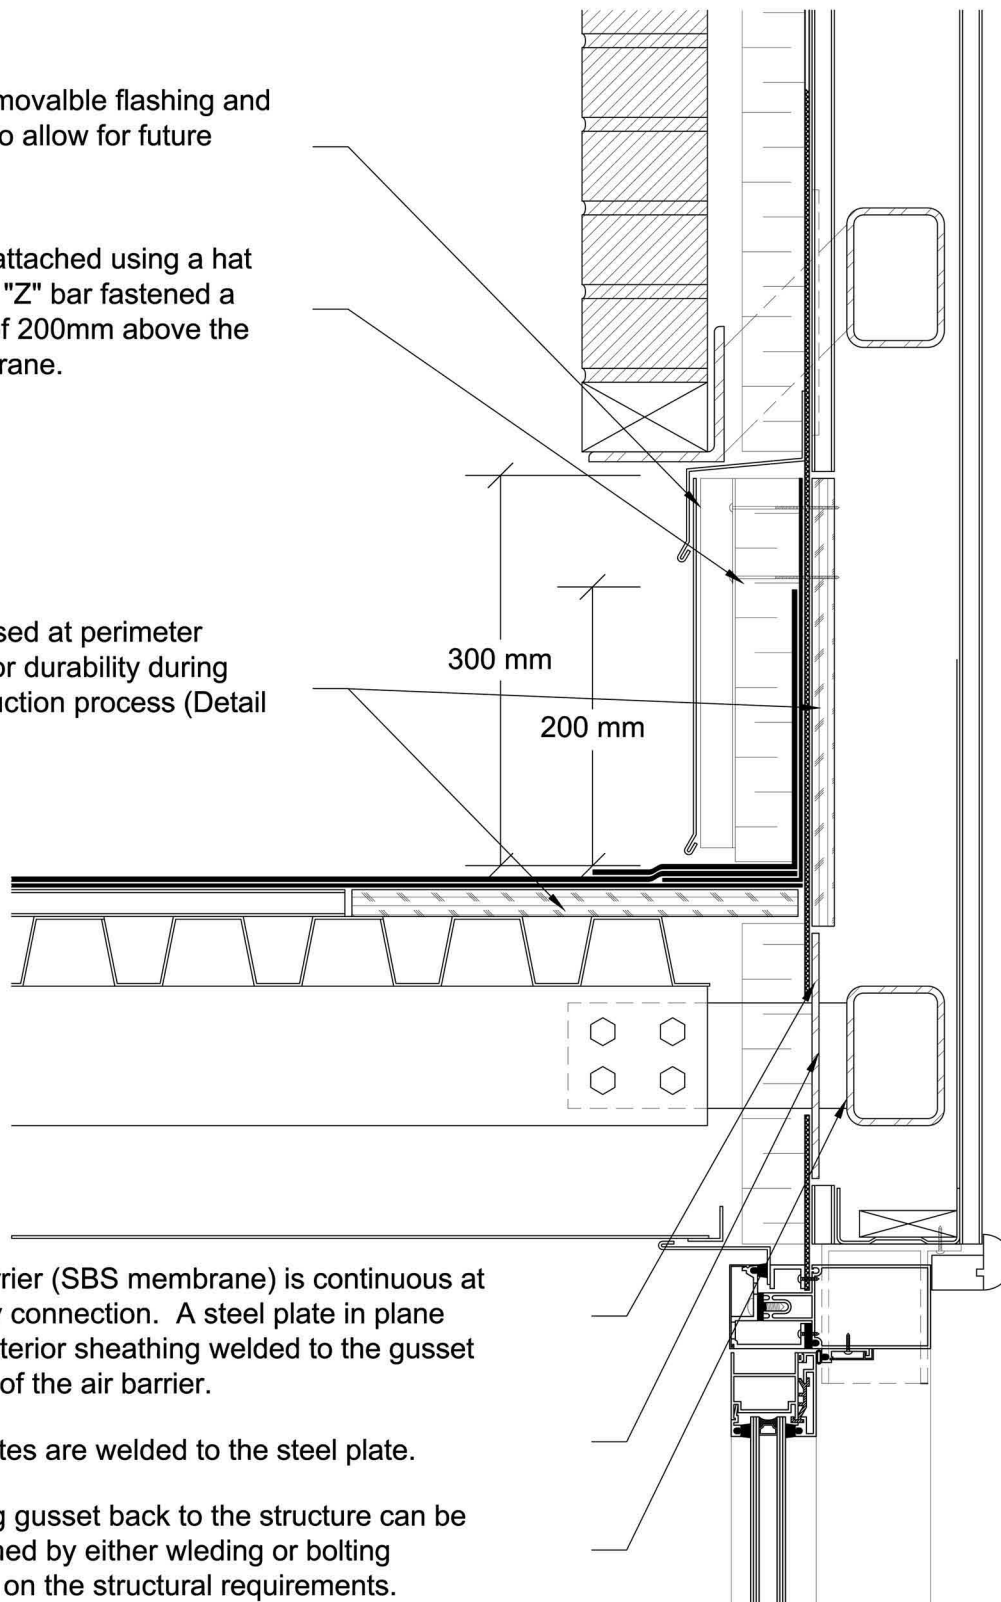 movalble flashing and
o allow for future
attached using a hat
"Z" bar fastened a
of 200mm above the
rane.
sed at perimeter
or durability during
uction process (Detail
300 mm
200 mm
rrier (SBS membrane) is continuous at
y connection. A steel plate in plane
terior sheathing welded to the gusset
of the air barrier.
tes are welded to the steel plate.
g gusset back to the structure can be
ned by either wleding or bolting
on the structural requirements.